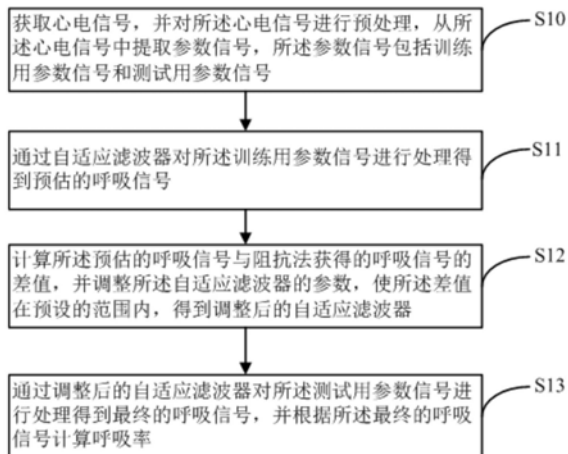 获取心电信号，并对所述心电信号进行预处理，从所
述心电信号中提取参数信号，所述参数信号包括训练
用参数信号和测试用参数信号
S10
通过自适应滤波器对所述训练用参数信号进行处理得
到预估的呼吸信号
S11
计算所述预估的呼吸信号与阻抗法获得的呼吸信号的
差值，并调整所述自适应滤波器的参数，使所述差值
在预设的范围内，得到调整后的自适应滤波器
S12
通过调整后的自适应滤波器对所述测试用参数信号进
行处理得到最终的呼吸信号，并根据所述最终的呼吸
信号计算呼吸率
S13